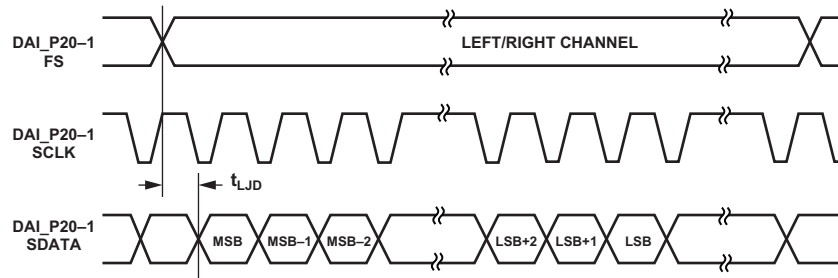 DAI_P20–1
FS
LEFT/RIGHT CHANNEL
DAI_P20–1
SCLK
tLJD
DAI_P20–1
SDATA
MSB
MSB–1
MSB–2
LSB+2
LSB+1
LSB